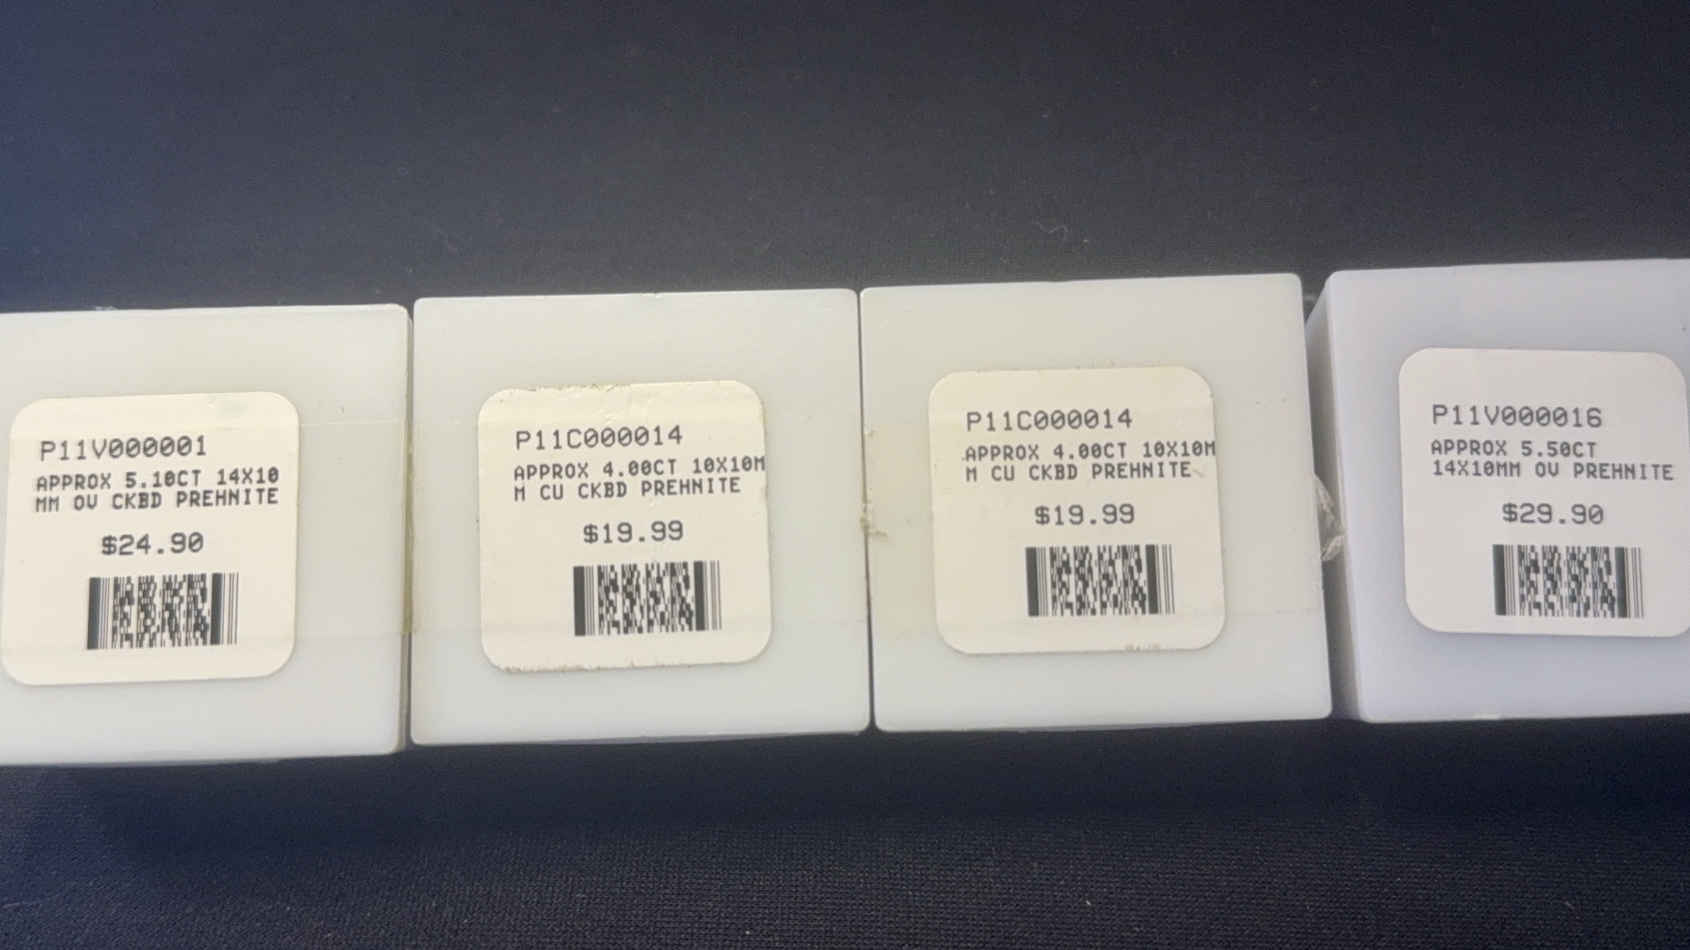 P11V000001
APPROX 5.10CT 14X10
MM OV CKBD PREHNITE
$24.90
P11C000014
APPROX 4.00CT 10X10M
M CU CKBD PREHNITE
$19.99
P11C000014
APPROX 4.00CT 10X10M
M CU CKBD PREHNITE
$19.99
P11V000016
APPROX 5.50CT
14X10MM OV PREHNITE
$29.90